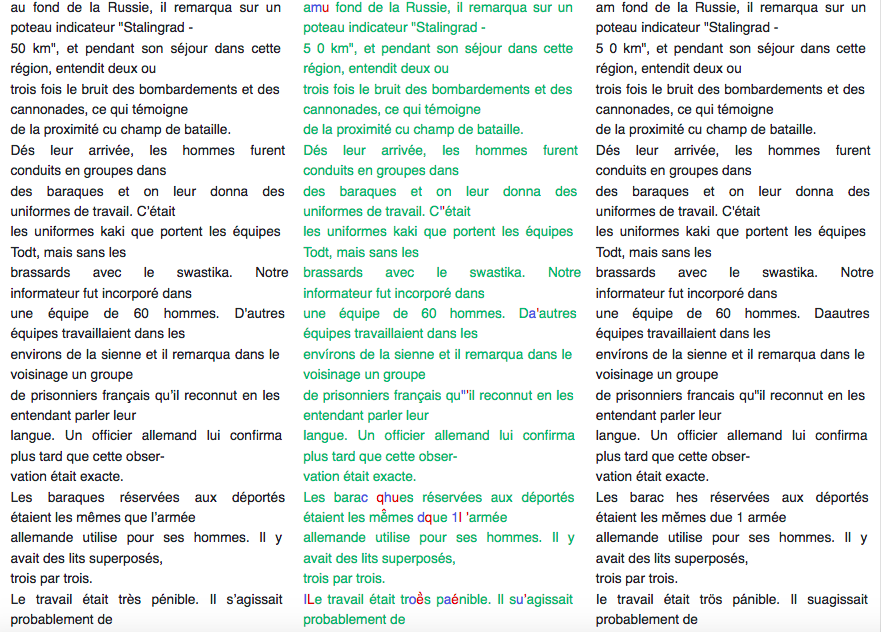 au fond de la Russie, il remarqua sur un
poteau indicateur "Stalingrad -
50 km", et pendant son séjour dans cette
région, entendit deux ou
trois fois le bruit des bombardements et des
cannonades, ce qui témoigne
de la proximité cu champ de bataille.
Dés leur arrivée, les hommes furent
conduits en groupes dans
des baraques et on leur donna des
uniformes de travail. C'était
les uniformes kaki que portent les équipes
Todt, mais sans les
brassards avec le swastika. Notre
informateur fut incorporé dans
une équipe de 60 hommes. D'autres
équipes travaillaient dans les
environs de la sienne et il remarqua dans le
voisinage un groupe
de prisonniers français qu'il reconnut en les
entendant parler leur
langue. Un officier allemand lui confirma
plus tard que cette obser-
vation était exacte.
Les baraques réservées aux déportés
étaient les mêmes que l'armée
allemande utilise pour ses hommes. Il y
avait des lits superposés,
trois par trois.
Le travail était très pénible. Il s'agissait
probablement de
amu fond de la Russie, il remarqua sur un
poteau indicateur "Stalingrad -
5 0 km", et pendant son séjour dans cette
région, entendit deux ou
trois fois le bruit des bombardements et des
cannonades, ce qui témoigne
de la proximité cu champ de bataille.
Dés leur arrivée, les hommes furent
conduits en groupes dans
des baraques et on leur donna des
uniformes de travail. C"était
les uniformes kaki que portent les équipes
Todt, mais sans les
brassards avec le swastika. Notre
informateur fut incorporé dans
une équipe de 60 hommes. Da'autres
équipes travaillaient dans les
envírons de la sienne et il remarqua dans le
voisinage un groupe
de prisonniers français qu"'il reconnut en les
entendant parler leur
langue. Un officier allemand lui confirma
plus tard que cette obser-
vation était exacte.
Les barac qhues réservées aux déportés
étaient les mêmes dque 1l 'armée
allemande utilise pour ses hommes. Il y
avait des lits superposés,
trois par trois.
lLe travail était troès paénible. Il su'agissait
probablement de
am fond de la Russie, il remarqua sur un
poteau indicateur "Stalingrad -
5 0 km", et pendant son séjour dans cette
région, entendit deux ou
trois fois le bruit des bombardements et des
cannonades, ce qui témoigne
de la proximité cu champ de bataille.
Dés leur arrivée, les hommes furent
conduits en groupes dans
des baraques et on leur donna des
uniformes de travail. C'était
les uniformes kaki que portent les équipes
Todt, mais sans les
brassards avec le swastika. Notre
informateur fut incorporé dans
une équipe de 60 hommes. Daautres
équipes travaillaient dans les
envírons de la sienne et il remarqua dans le
voisinage un groupe
de prisonniers francais qu"il reconnut en les
entendant parler leur
langue. Un officier allemand lui confirma
plus tard que cette obser-
vation était exacte.
Les barac hes réservées aux déportés
étaient les měmes due 1 armée
allemande utilise pour ses hommes. Il y
avait des lits superposés,
trois par trois.
le travail était trös pánible. Il suagissait
probablement de